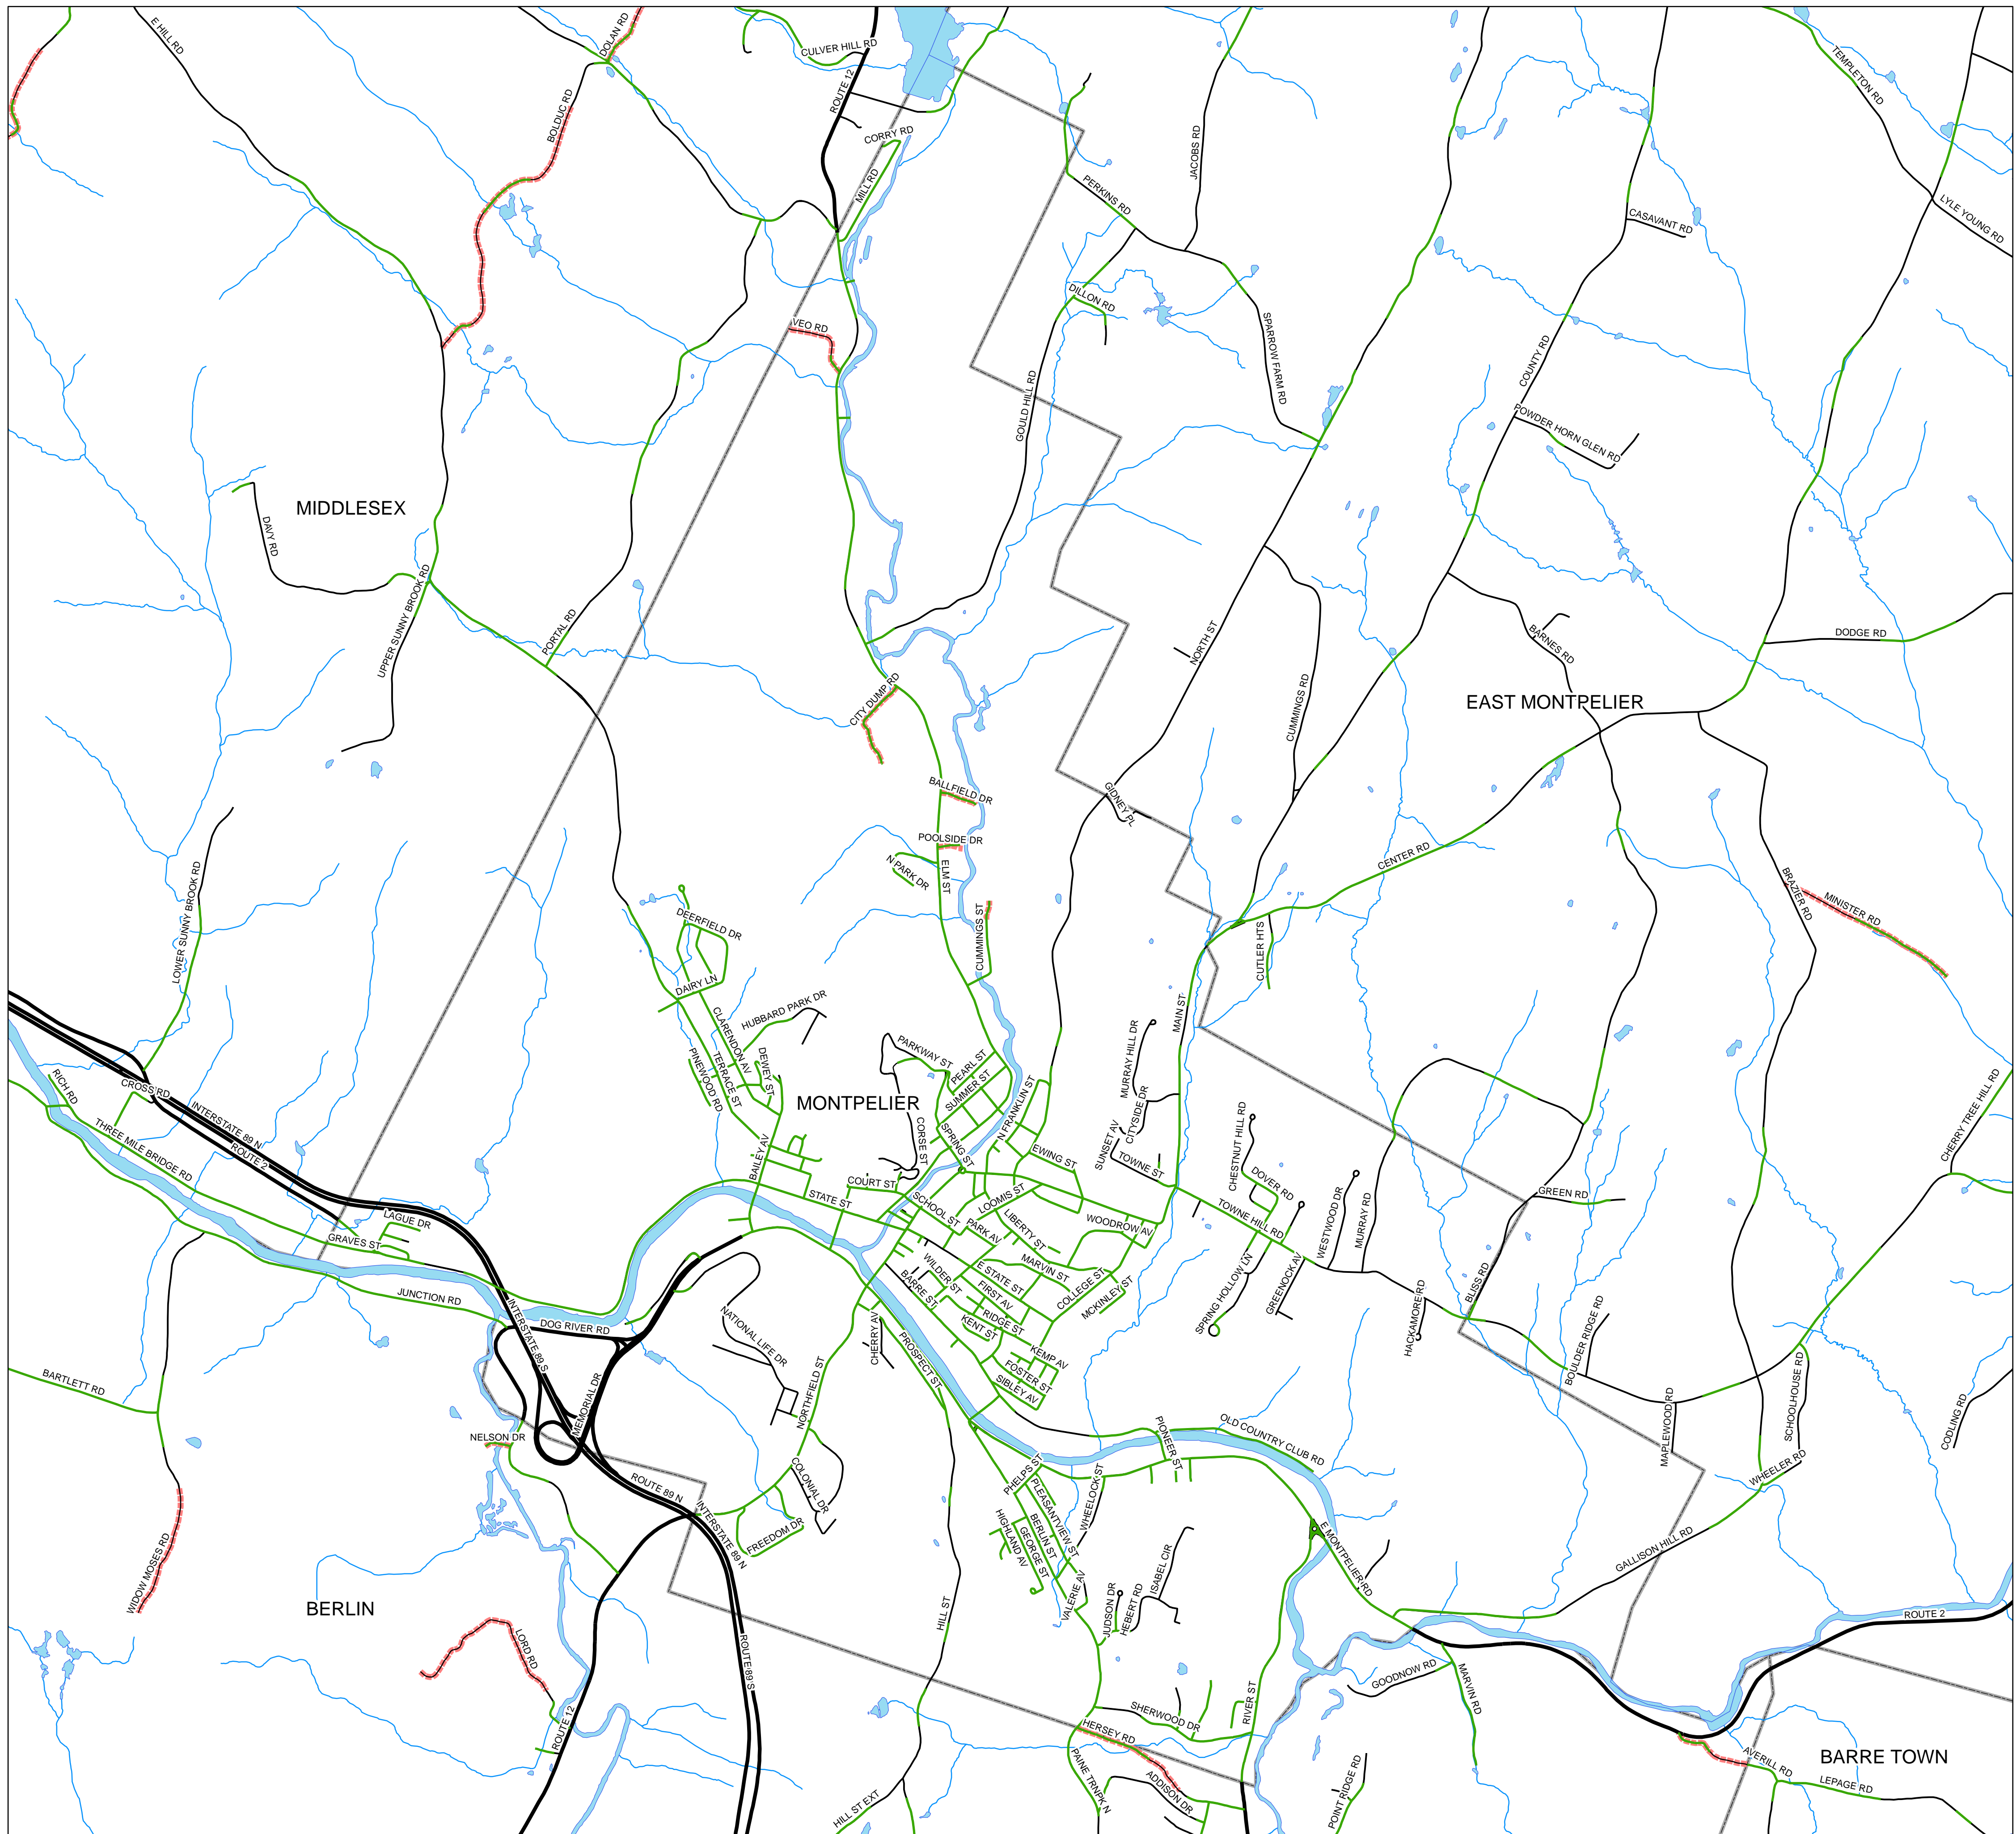 E HILL RD
DOLAN RD
CULVER HILL RD
ROUTE 12
TEMPLETON RD
BOLDUC RD
CORRY RD
MILL RD
JACOBS RD
PERKINS RD
CASAVANT RD
LYLE YOUNG RD
DILLON RD
VEO RD
SPARROW FARM RD
COUNTY RD
GOULD HILL RD
POWDER HORN GLEN RD
MIDDLESEX
DAVY RD
UPPER SUNNY BROOK RD
PORTAL RD
NORTH ST
BARNES RD
DODGE RD
CITY DUMP RD
CUMMINGS RD
EAST MONTPELIER
BALLFIELD DR
GIDNEY PL
POOLSIDE DR
N PARK DR
ELM ST
CENTER RD
LOWER SUNNY BROOK RD
BRAZIER RD
MINISTER RD
DEERFIELD DR
CUMMINGS ST
CUTLER HTS
DAIRY LN
HUBBARD PARK DR
CLARENDON AV
MAIN ST
MURRAY HILL DR
PARKWAY ST
PEARL ST
DEWEY ST
TERRACE ST
PINEWOOD RD
SUMMER ST
CROSS RD
RICH RD
INTERSTATE 89 N
ROUTE 2
THREE MILE BRIDGE RD
MONTPELIER
N FRANKLIN ST
CITYSIDE DR
CHESTNUT HILL RD
CHERRY TREE HILL RD
CORSE ST
SPRING ST
BAILEY AV
EWING ST
SUNSET AV
TOWNE ST
DOVER RD
COURT ST
STATE ST
SCHOOL ST
LOOMIS ST
GREEN RD
LAGUE DR
GRAVES ST
PARK AV
LIBERTY ST
WOODROW AV
TOWNE HILL RD
WESTWOOD DR
MURRAY RD
WILDER ST
E STATE ST
MARVIN ST
COLLEGE ST
MCKINLEY ST
FIRST AV
BARRE ST
SPRING HOLLOW LN
GREENOCK AV
BLISS RD
HACKAMORE RD
JUNCTION RD
INTERSTATE 89 S
DOG RIVER RD
NATIONAL LIFE DR
CHERRY AV
PROSPECT ST
RIDGE ST
KENT ST
KEMP AV
FOSTER ST
SIBLEY AV
BOULDER RIDGE RD
BARTLETT RD
MEMORIAL DR
NORTHFIELD ST
MAPLEWOOD RD
SCHOOLHOUSE RD
CODLING RD
NELSON DR
PIONEER ST
OLD COUNTRY CLUB RD
ROUTE 89 N
INTERSTATE 89 N
COLONIAL DR
FREEDOM DR
PHELPS ST
PLEASANTVIEW ST
WHEELOCK ST
HIGHLAND AV
GEORGE ST
BERLIN ST
WHEELER RD
GALLISON HILL RD
E MONTPELIER RD
WIDOW MOSES RD
BERLIN
LORD RD
ROUTE 89 S
HILL ST
VALERIE AV
JUDSON DR
HEBERT RD
ISABEL CIR
ROUTE 2
GOODNOW RD
MARVIN RD
ROUTE 12
SHERWOOD DR
RIVER ST
HERSEY RD
PAINE TRNPK N
ADDISON DR
HILL ST EXT
POINT RIDGE RD
AVERILL RD
LEPAGE RD
BARRE TOWN